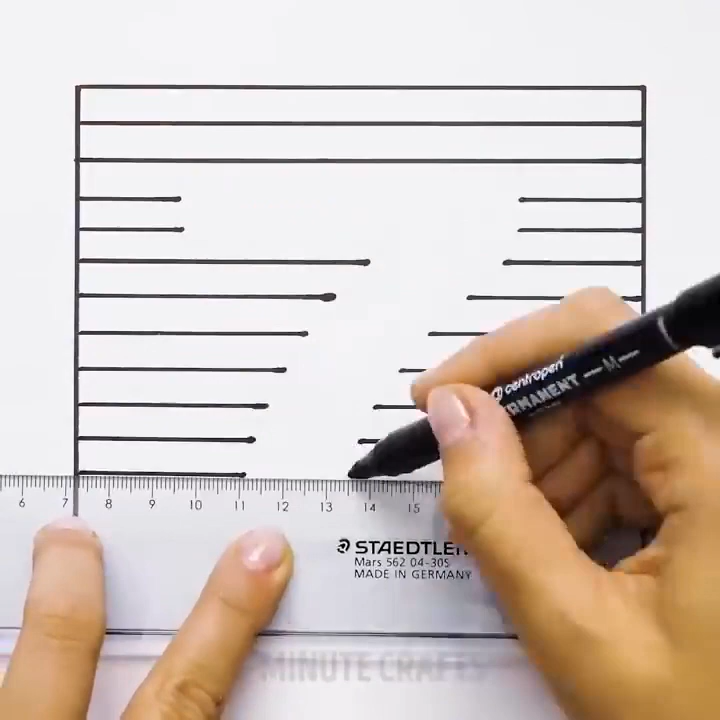 centropen
PERMANENT —M—
6 7 8 9 10 11 12 13 14 15
STAEDTLER
Mars 562 04-30S
MADE IN GERMANY
MINUTE CRAFTS